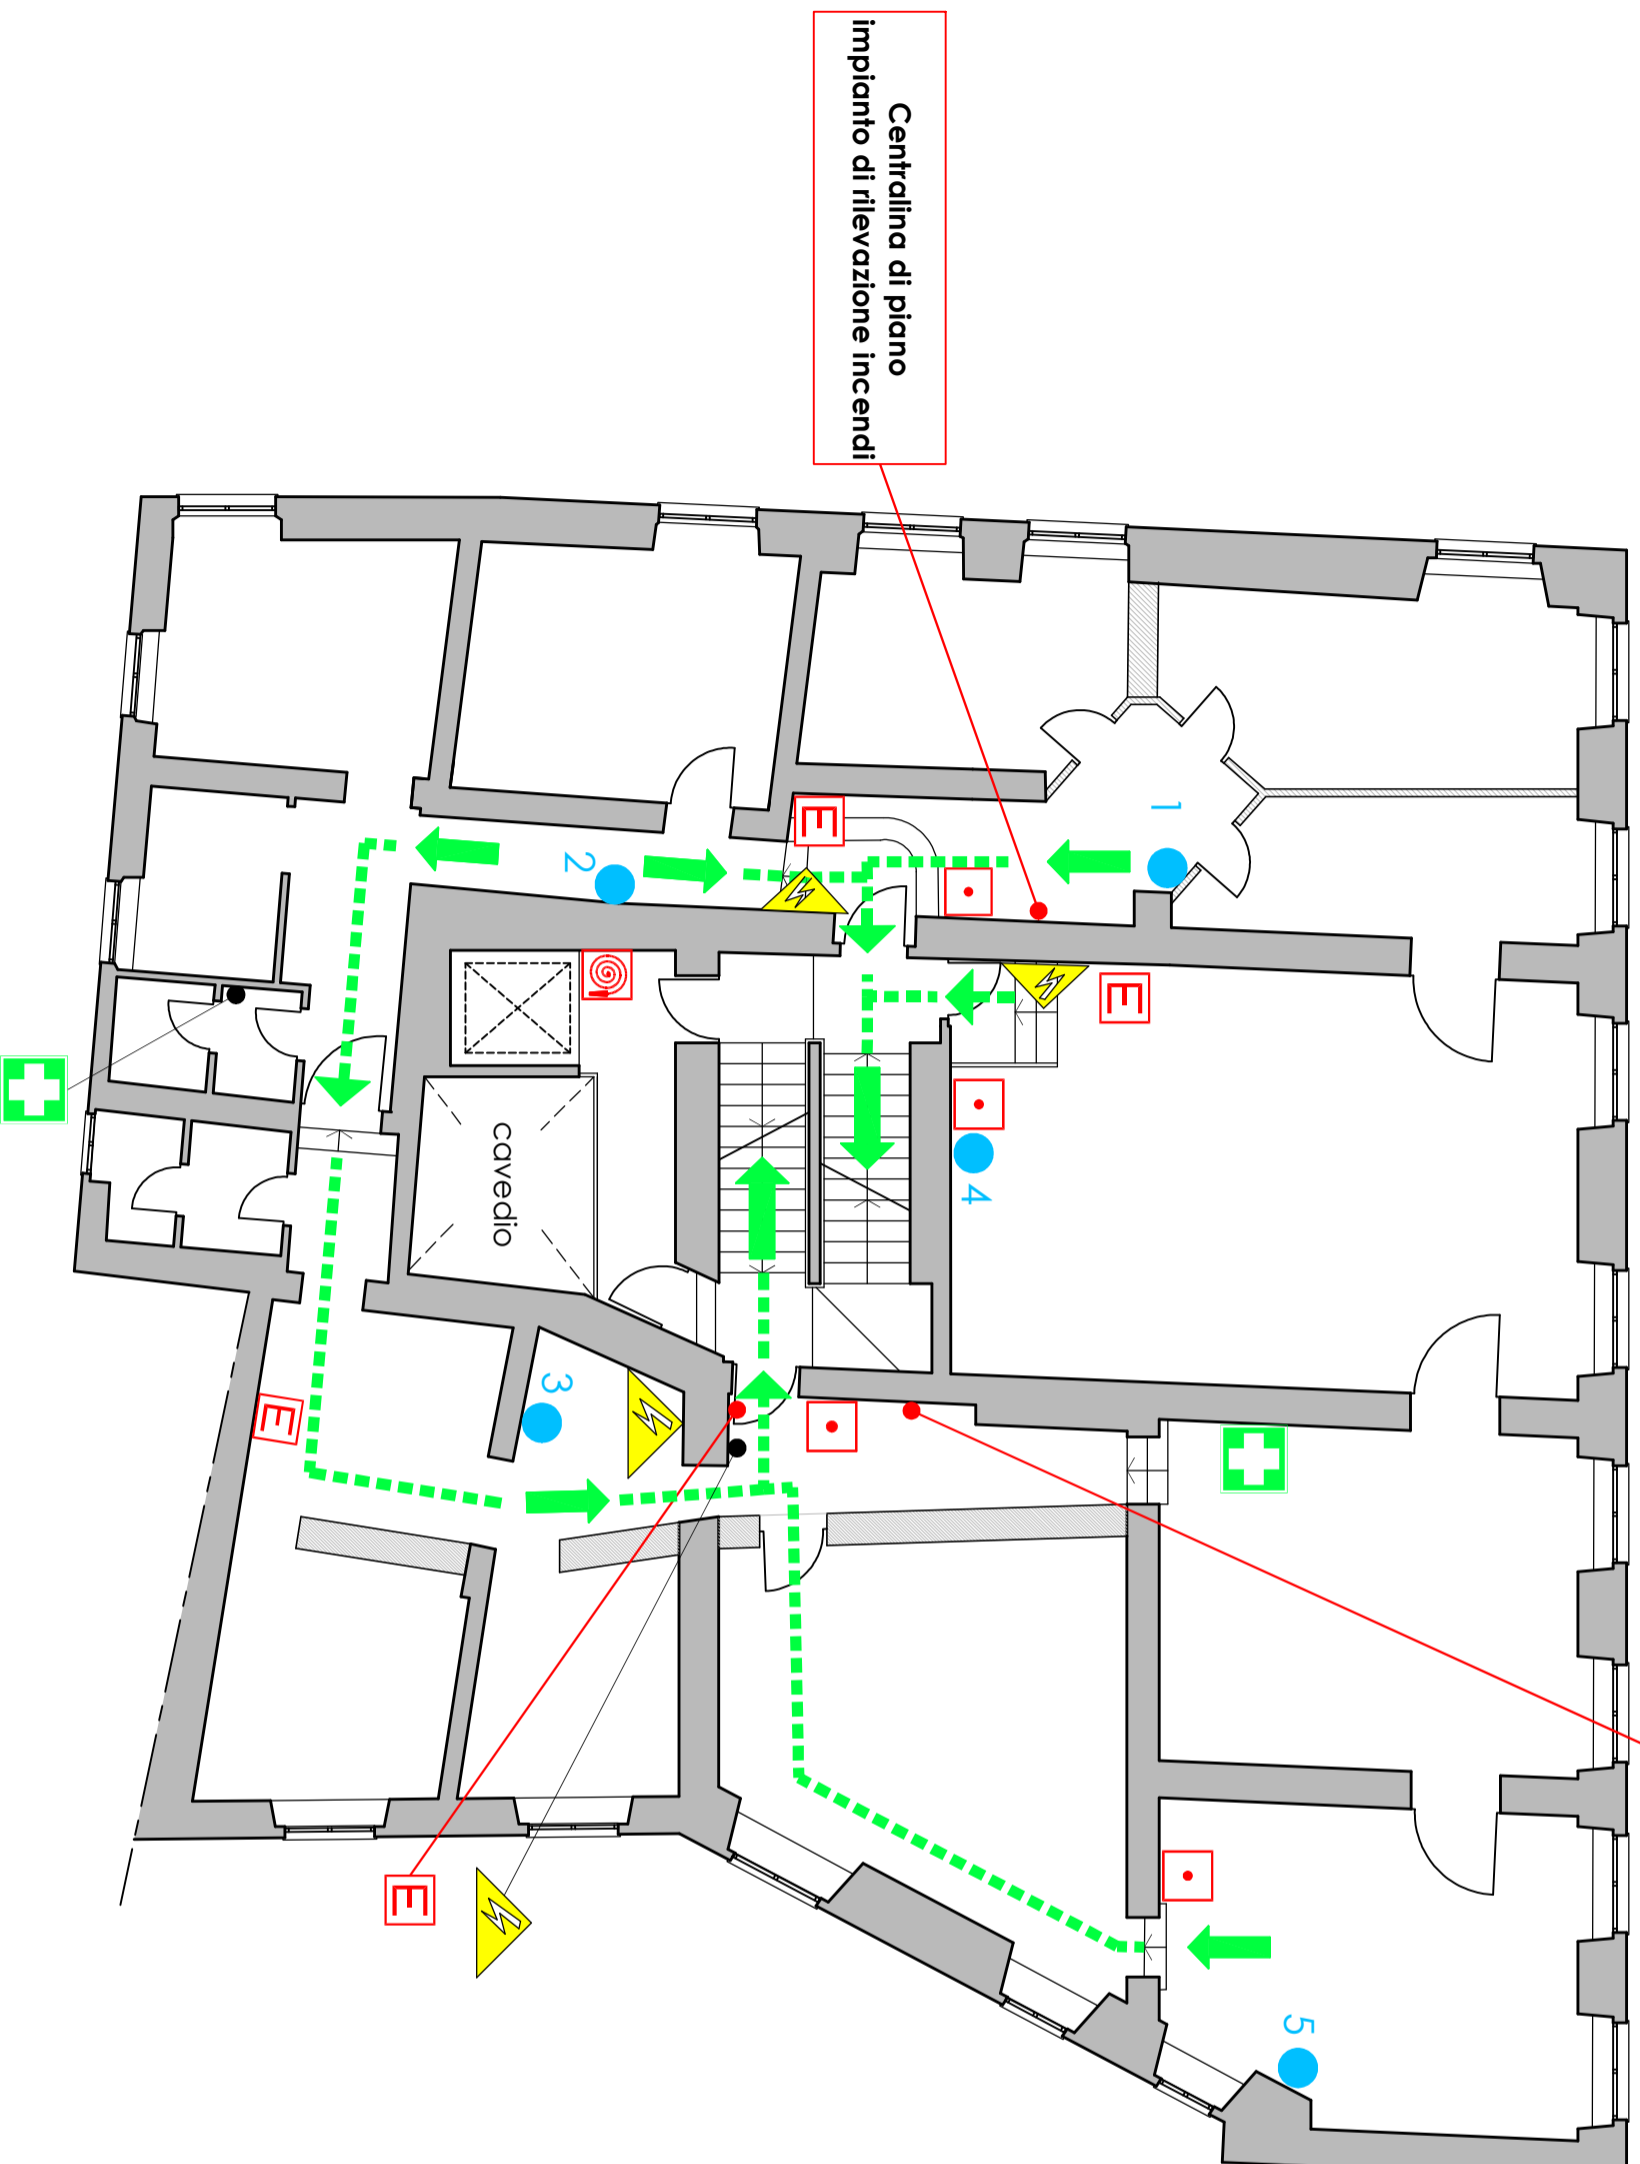 Centralina di piano
impianto di rilevazione incendi
1
E
2
E
4
cavedio
3
E
E
5